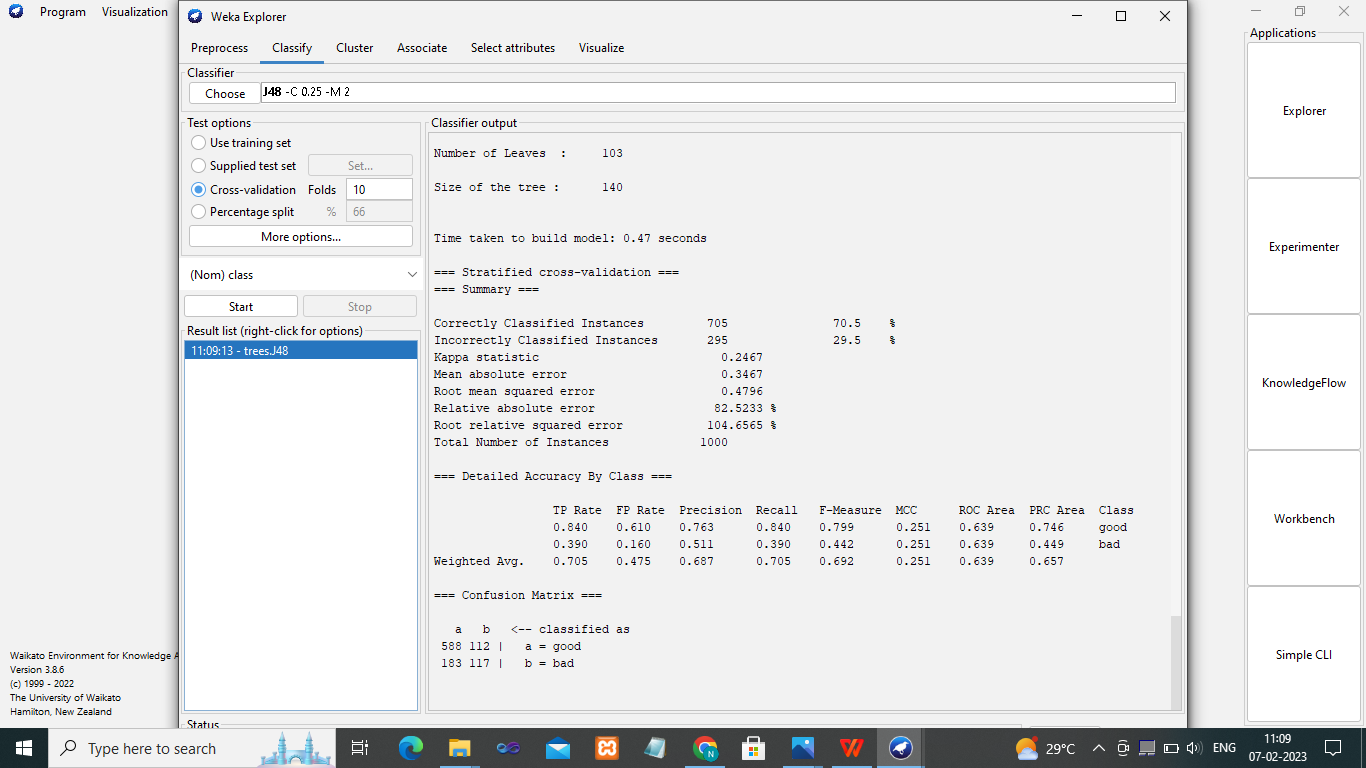 Program Visualization
Weka Explorer
Preprocess Classify Cluster Associate Select attributes Visualize
Classifier
Choose J48 -C 0.25 -M 2
Test options
Use training set
Supplied test set Set...
Cross-validation Folds 10
Percentage split % 66
More options...
(Nom) class
Start Stop
Result list (right-click for options)
11:09:13 - trees.J48
Classifier output
Number of Leaves : 103
Size of the tree : 140
Time taken to build model: 0.47 seconds
=== Stratified cross-validation ===
=== Summary ===
Correctly Classified Instances 705 70.5 %
Incorrectly Classified Instances 295 29.5 %
Kappa statistic 0.2467
Mean absolute error 0.3467
Root mean squared error 0.4796
Relative absolute error 82.5233 %
Root relative squared error 104.6565 %
Total Number of Instances 1000
=== Detailed Accuracy By Class ===
TP Rate FP Rate Precision Recall F-Measure MCC ROC Area PRC Area Class
0.840 0.610 0.763 0.840 0.799 0.251 0.639 0.746 good
0.390 0.160 0.511 0.390 0.442 0.251 0.639 0.449 bad
Weighted Avg. 0.705 0.475 0.687 0.705 0.692 0.251 0.639 0.657
=== Confusion Matrix ===
a b <-- classified as
588 112 | a = good
183 117 | b = bad
Status
Applications
Explorer
Experimenter
KnowledgeFlow
Workbench
Simple CLI
Waikato Environment for Knowledge A
Version 3.8.6
(c) 1999 - 2022
The University of Waikato
Hamilton, New Zealand
Type here to search
N
29°C
ENG
11:09
07-02-2023